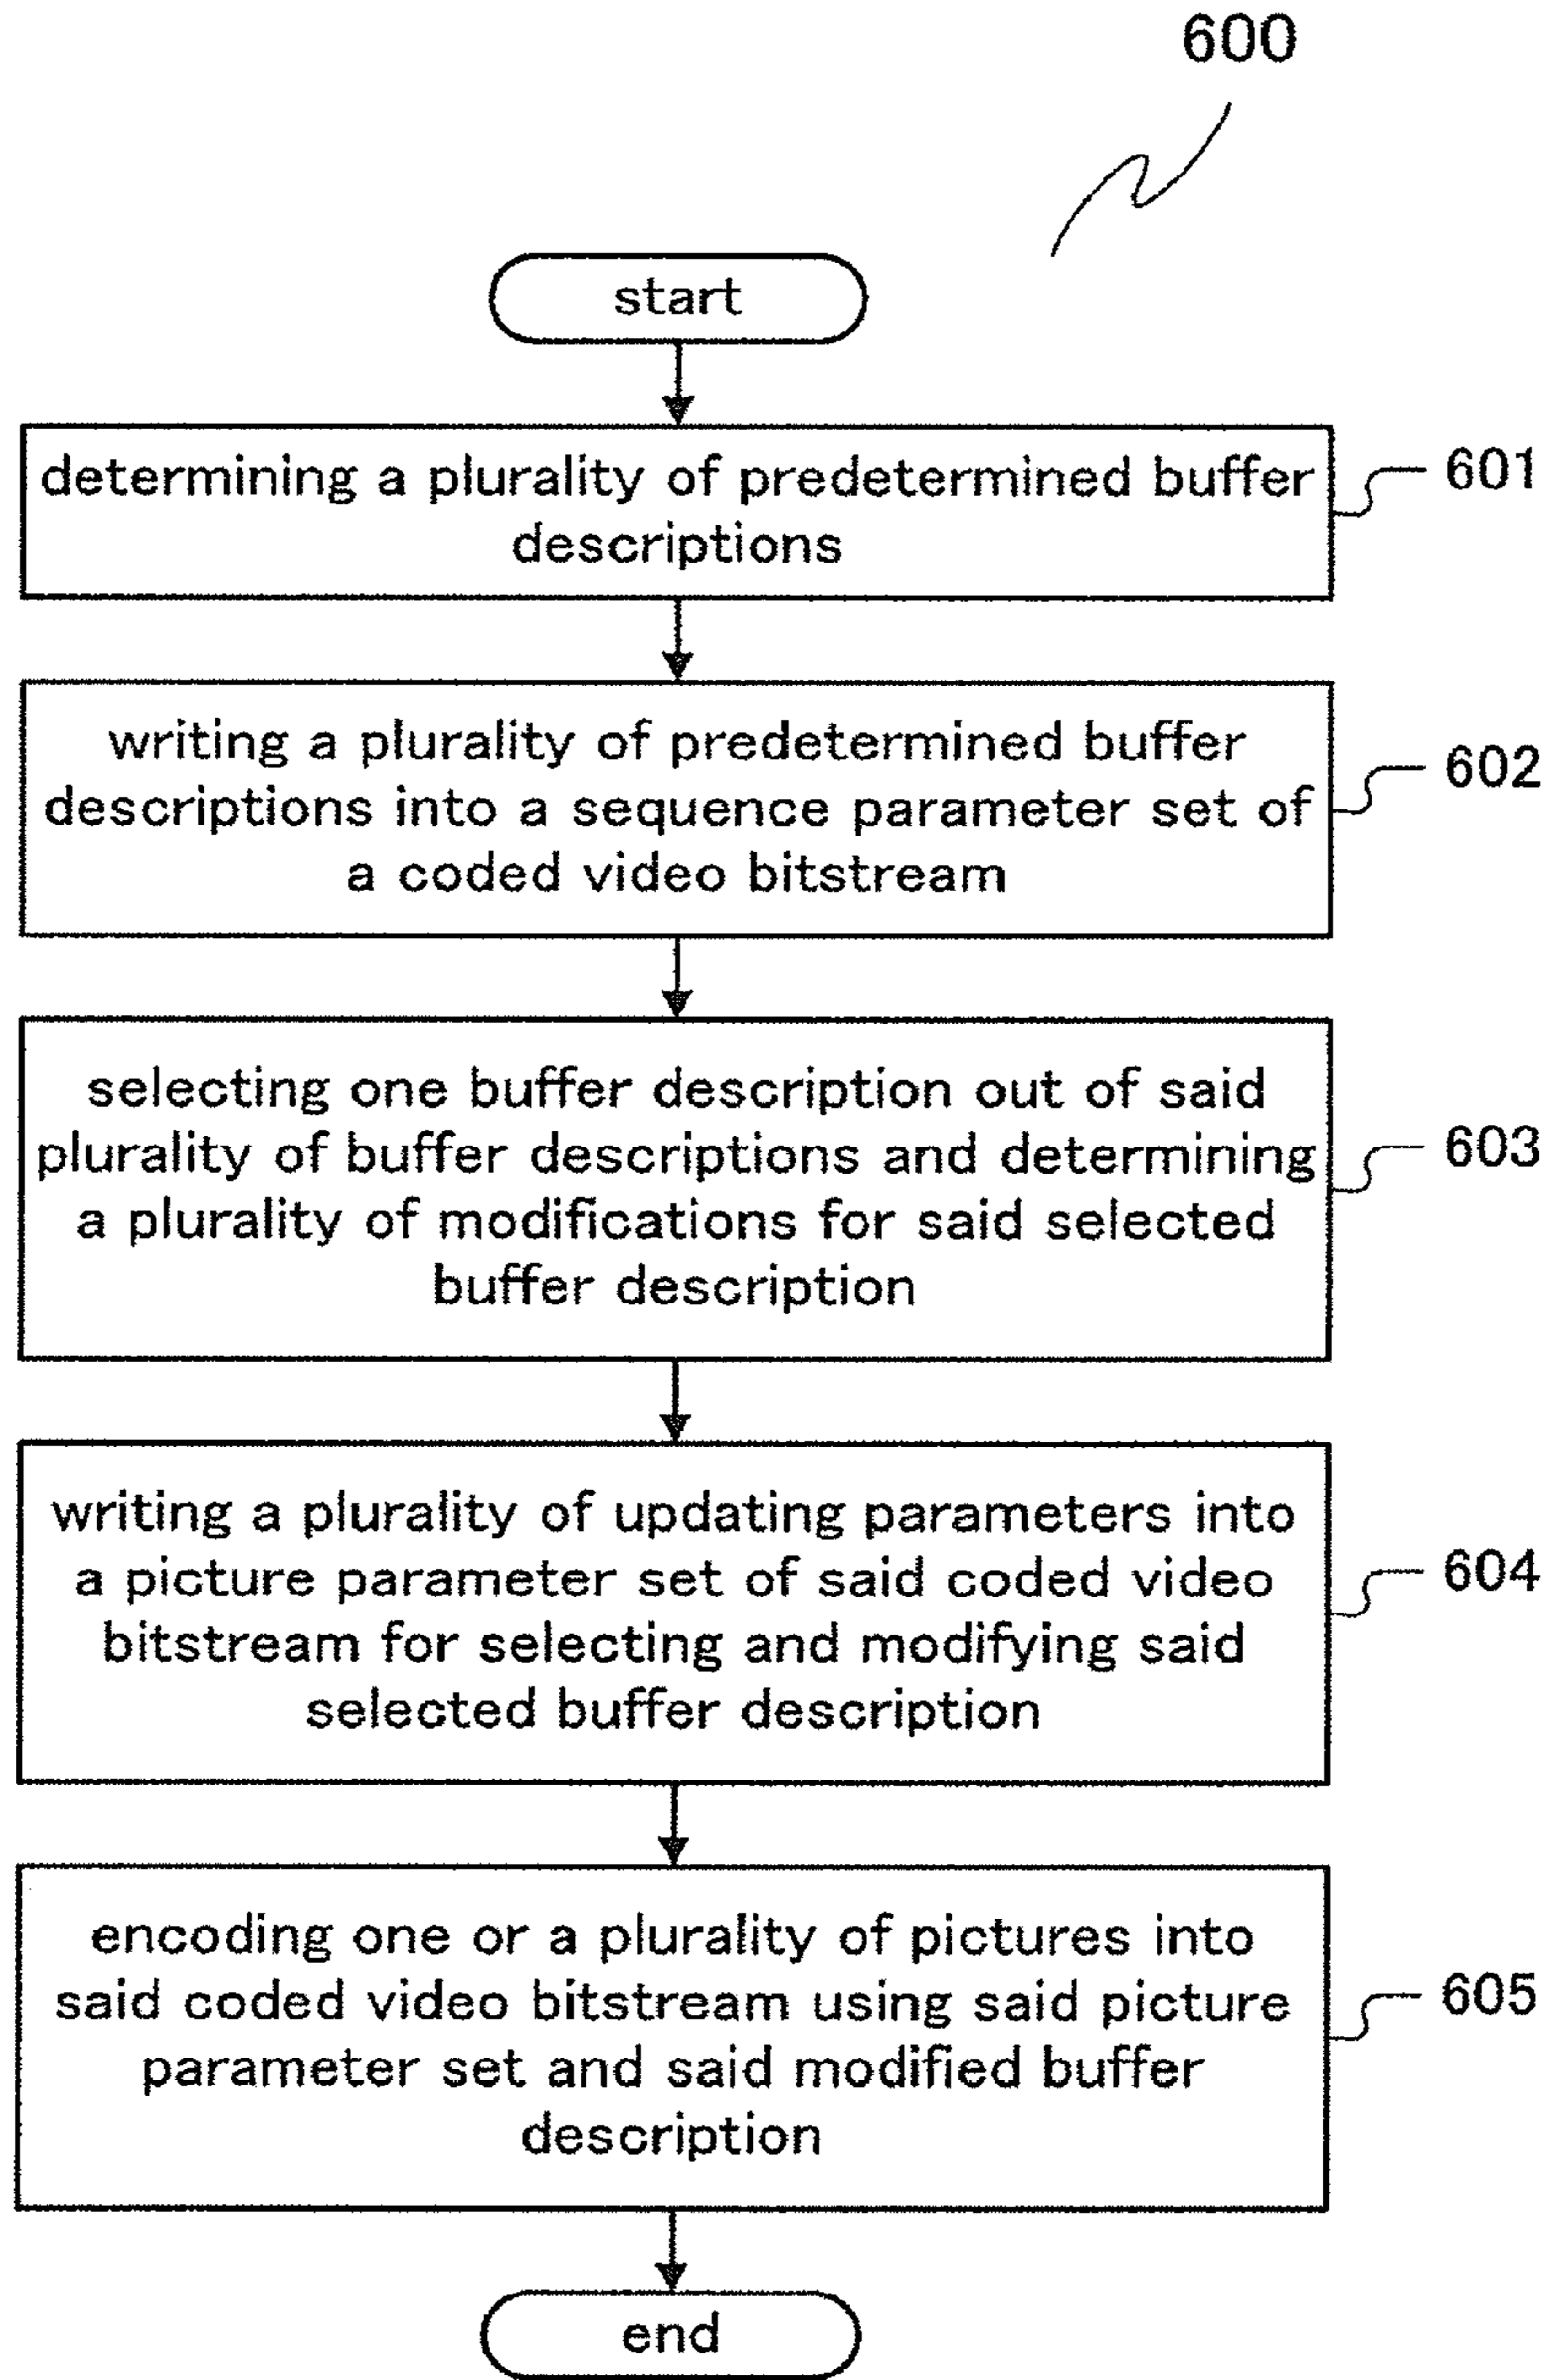 600
start
determining a plurality of predetermined buffer
descriptions
601
writing a plurality of predetermined buffer
descriptions into a sequence parameter set of
a coded video bitstream
602
selecting one buffer description out of said
plurality of buffer descriptions and determining
a plurality of modifications for said selected
buffer description
603
writing a plurality of updating parameters into
a picture parameter set of said coded video
bitstream for selecting and modifying said
selected buffer description
604
encoding one or a plurality of pictures into
said coded video bitstream using said picture
parameter set and said modified buffer
description
605
end